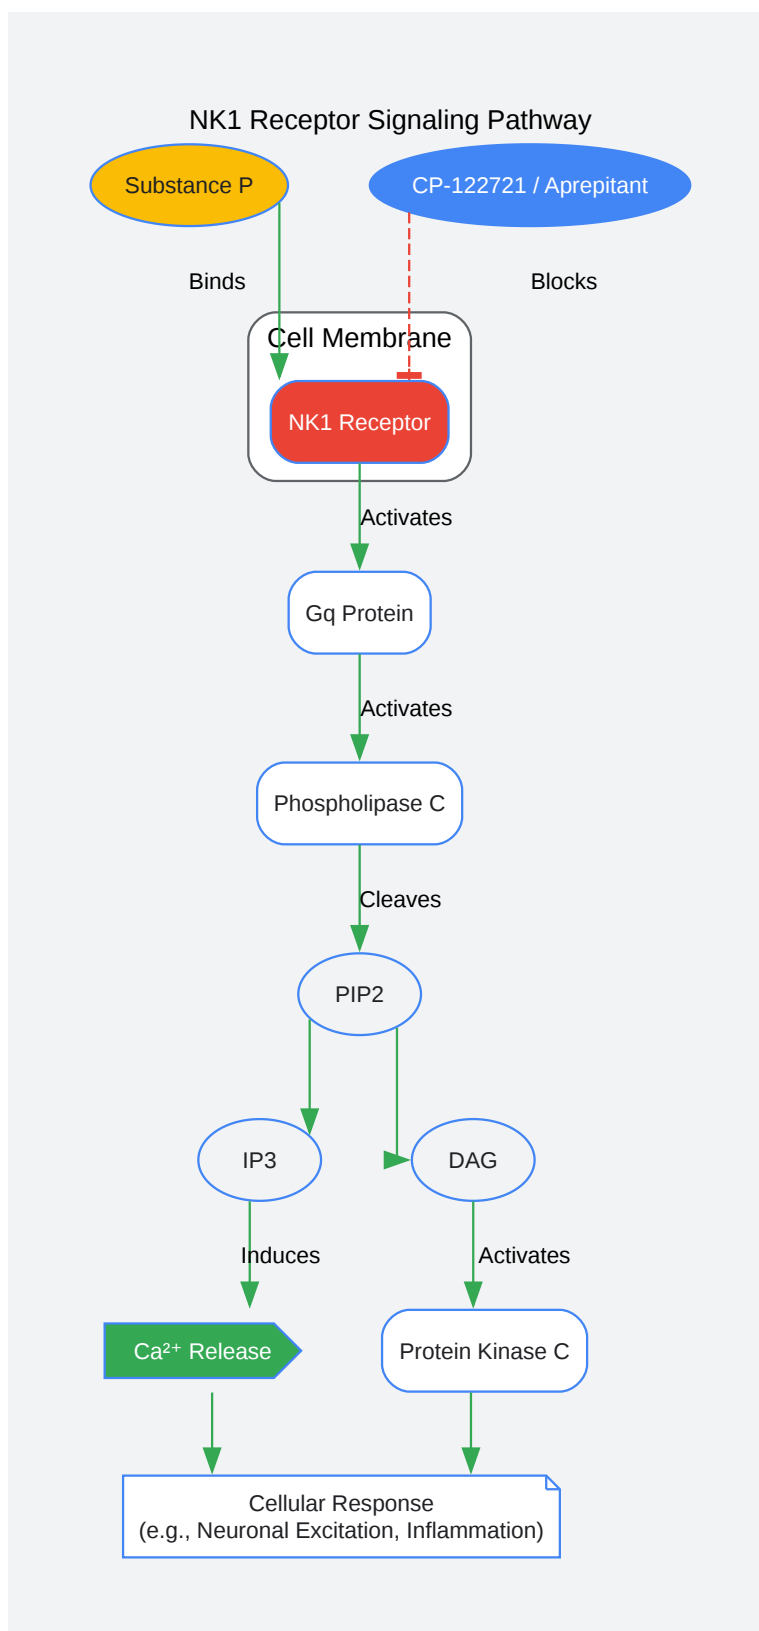 NK1 Receptor Signaling Pathway
Substance P
CP-122721 / Aprepitant
Binds
Blocks
Cell Membrane
NK1 Receptor
Activates
Gq Protein
Activates
Phospholipase C
Cleaves
PIP2
IP3
DAG
Induces
Activates
Ca²⁺ Release
Protein Kinase C
Cellular Response
(e.g., Neuronal Excitation, Inflammation)